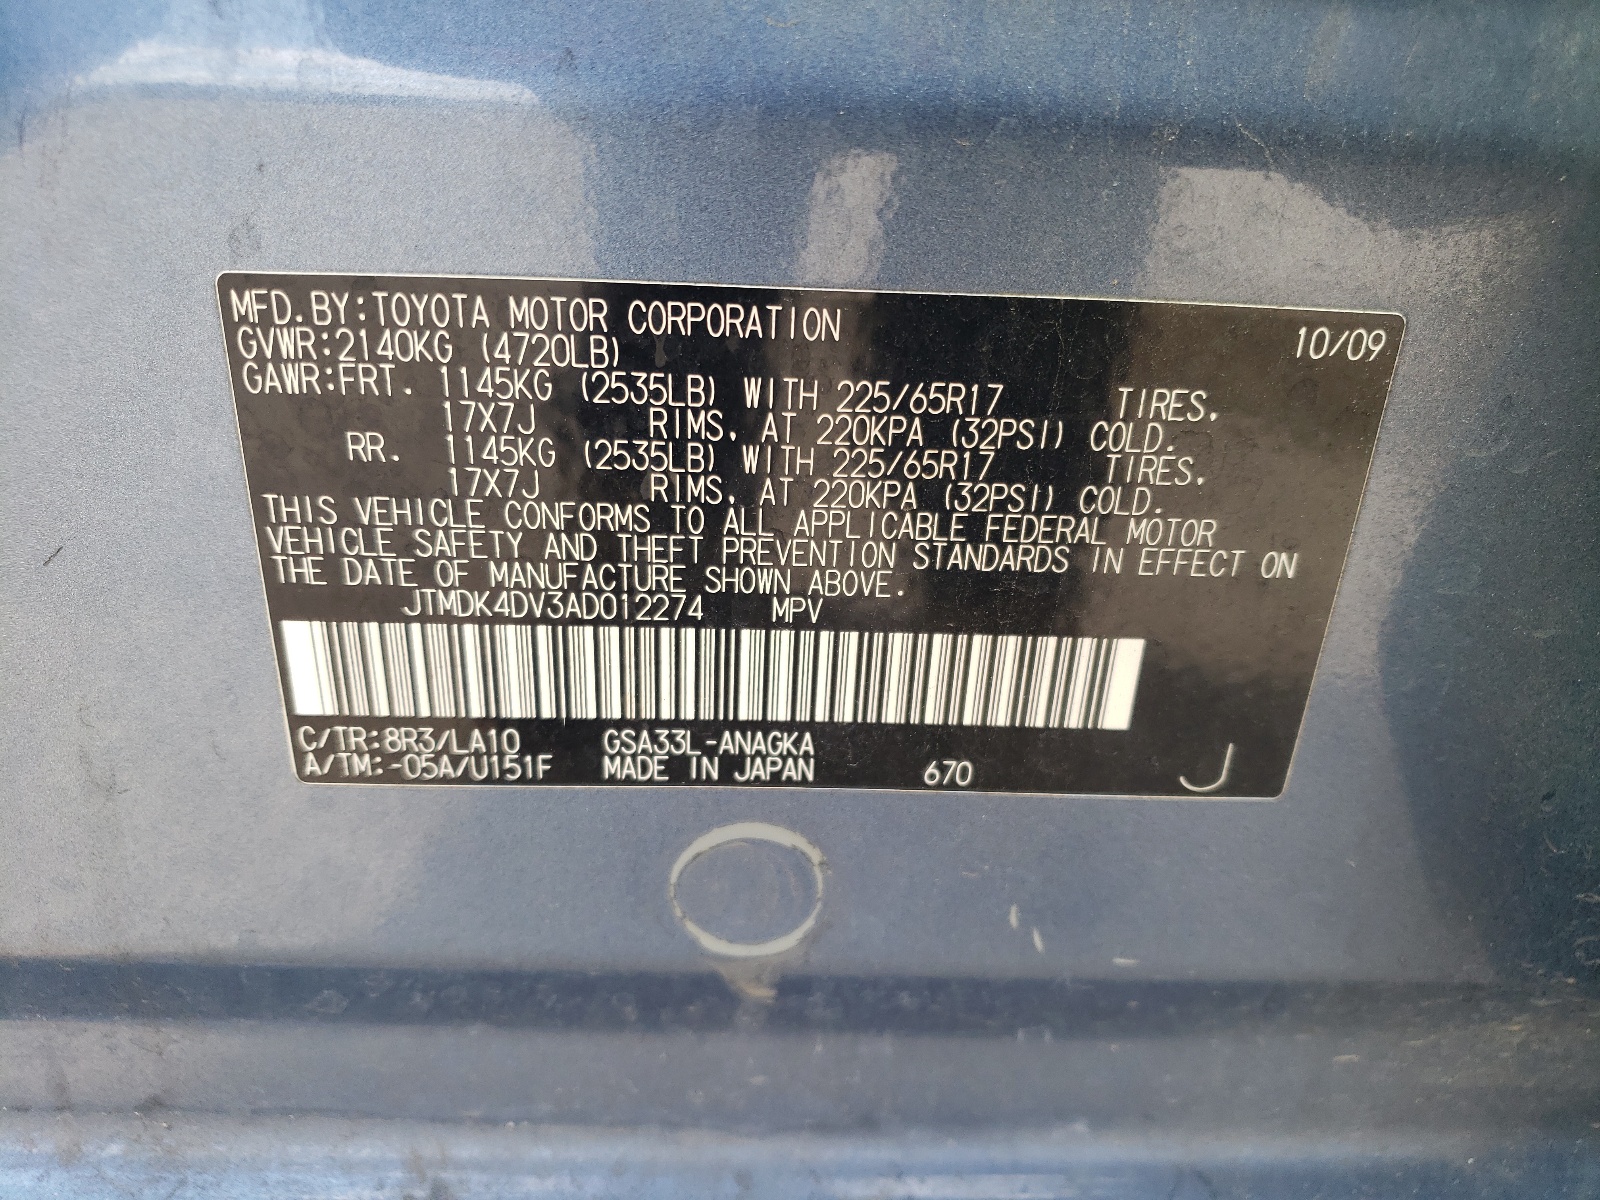 MFD.BY:TOYOTA MOTOR CORPORATION 10/09
GVWR:2140KG (4720LB)
GAWR:FRT. 1145KG (2535LB) WITH 225/65R17 TIRES.
17X7J RIMS, AT 220KPA (32PSI) COLD.
RR. 1145KG (2535LB) WITH 225/65R17 TIRES.
17X7J RIMS, AT 220KPA (32PSI) COLD.
THIS VEHICLE CONFORMS TO ALL APPLICABLE FEDERAL MOTOR
VEHICLE SAFETY AND THEFT PREVENTION STANDARDS IN EFFECT ON
THE DATE OF MANUFACTURE SHOWN ABOVE.
JTMDK4DV3AD012274 MPV
C/TR:8R3/LA10 GSA33L-ANAGKA
A/TM:-05A/U151F MADE IN JAPAN 670 J